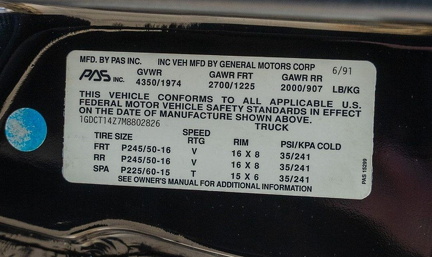 MFD. BY PAS INC. INC VEH MFD BY GENERAL MOTORS CORP 6/91
PAS INC. GVWR GAWR FRT GAWR RR
4350/1974 2700/1225 2000/907 LB/KG
THIS VEHICLE CONFORMS TO ALL APPLICABLE U.S.
FEDERAL MOTOR VEHICLE SAFETY STANDARDS IN EFFECT
ON THE DATE OF MANUFACTURE SHOWN ABOVE.
1GDCT14Z7M8802826 TRUCK
TIRE SIZE SPEED RTG RIM PSI/KPA COLD
FRT P245/50-16 V 16 X 8 35/241
RR P245/50-16 V 16 X 8 35/241
SPA P225/60-15 T 15 X 6 35/241
SEE OWNER'S MANUAL FOR ADDITIONAL INFORMATION
PAS 15299